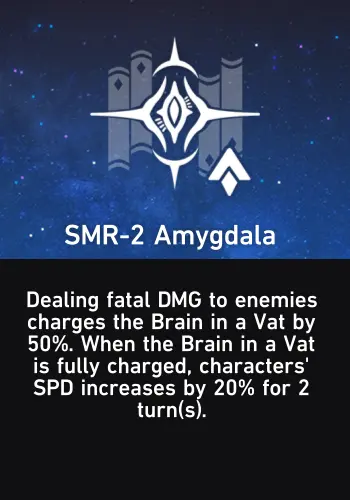 SMR-2 Amygdala
Dealing fatal DMG to enemies
charges the Brain in a Vat by
50%. When the Brain in a Vat
is fully charged, characters'
SPD increases by 20% for 2
turn(s).